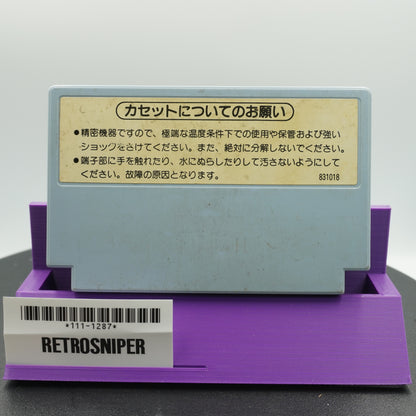 カセットについてのお願い
●精密機器ですので、極端な温度条件下での使用や保管および強い
ショックをさけてください。また、絶対に分解しないでください。
●端子部に手を触れたり、水にぬらしたりして汚さないようにして
ください。故障の原因となります。
831018
*111-1287*
RETROSNIPER